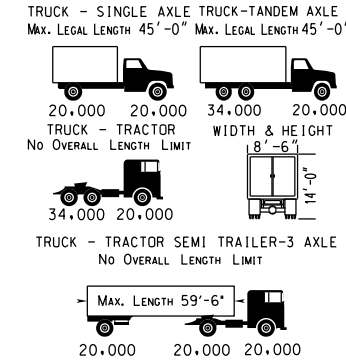 TRUCK - SINGLE AXLE
MAX. LEGAL LENGTH 45'-0"
20,000 20,000
TRUCK-TANDEM AXLE
MAX. LEGAL LENGTH 45'-0'
34,000 20,000
TRUCK - TRACTOR
NO OVERALL LENGTH LIMIT
34,000 20,000
WIDTH & HEIGHT
8'-6"
14'-0"
TRUCK - TRACTOR SEMI TRAILER-3 AXLE
NO OVERALL LENGTH LIMIT
MAX. LENGTH 59'-6"
20,000 20,000 20,000